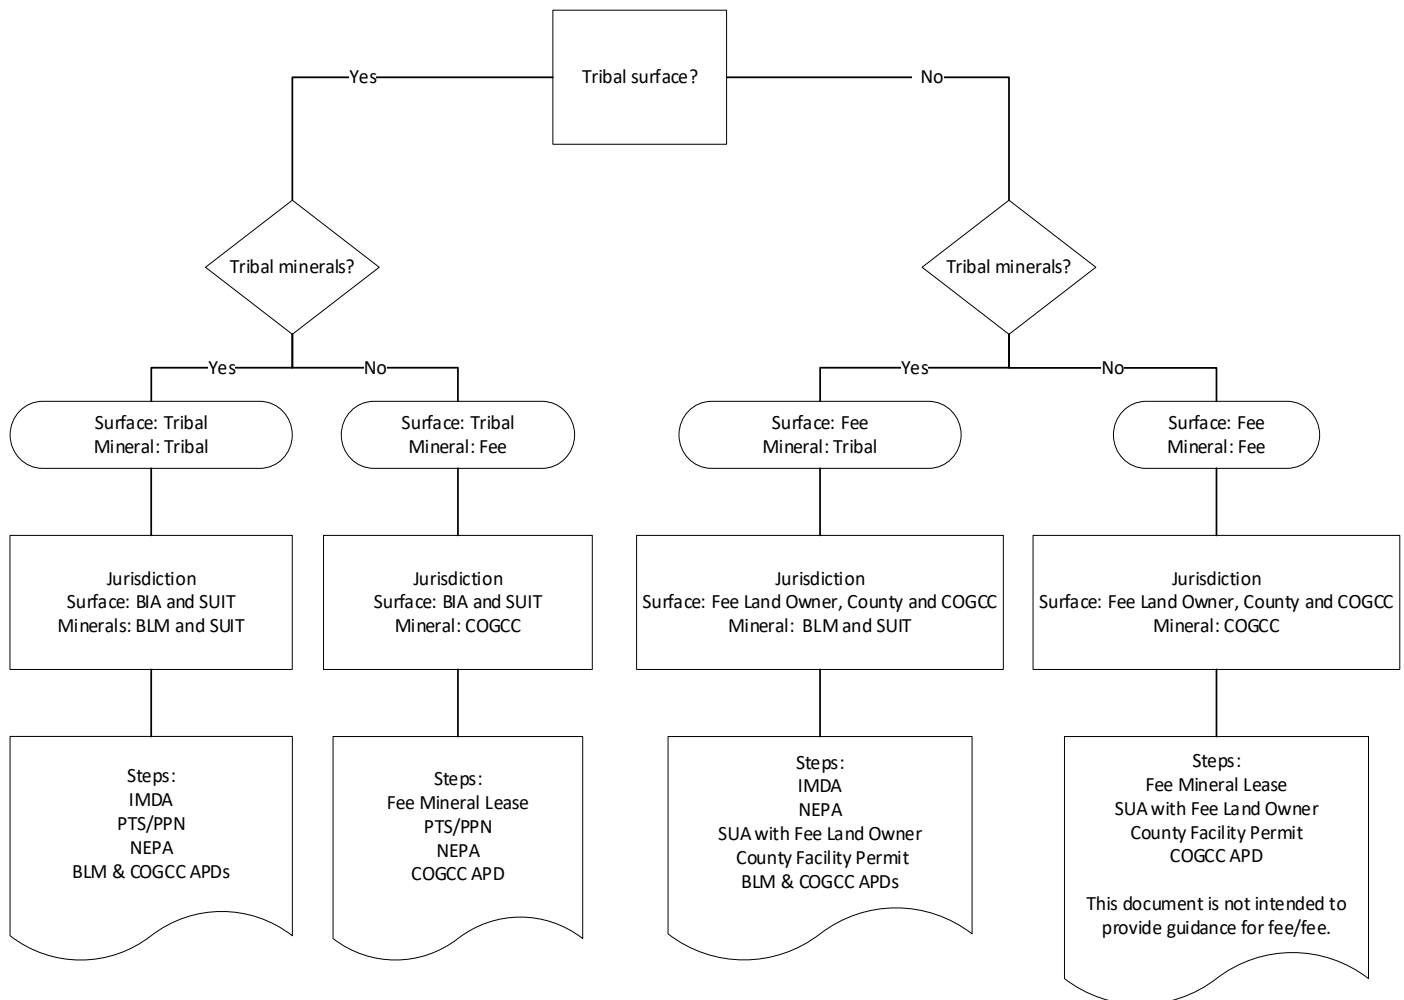 Tribal surface?
Yes
No
Tribal minerals?
Tribal minerals?
Yes
No
Yes
No
Surface: Tribal
Mineral: Tribal
Surface: Tribal
Mineral: Fee
Surface: Fee
Mineral: Tribal
Surface: Fee
Mineral: Fee
Jurisdiction
Surface: BIA and SUIT
Minerals: BLM and SUIT
Jurisdiction
Surface: BIA and SUIT
Mineral: COGCC
Jurisdiction
Surface: Fee Land Owner, County and COGCC
Mineral: BLM and SUIT
Jurisdiction
Surface: Fee Land Owner, County and COGCC
Mineral: COGCC
Steps:
IMDA
PTS/PPN
NEPA
BLM & COGCC APDs
Steps:
Fee Mineral Lease
PTS/PPN
NEPA
COGCC APD
Steps:
IMDA
NEPA
SUA with Fee Land Owner
County Facility Permit
BLM & COGCC APDs
Steps:
Fee Mineral Lease
SUA with Fee Land Owner
County Facility Permit
COGCC APD
This document is not intended to
provide guidance for fee/fee.